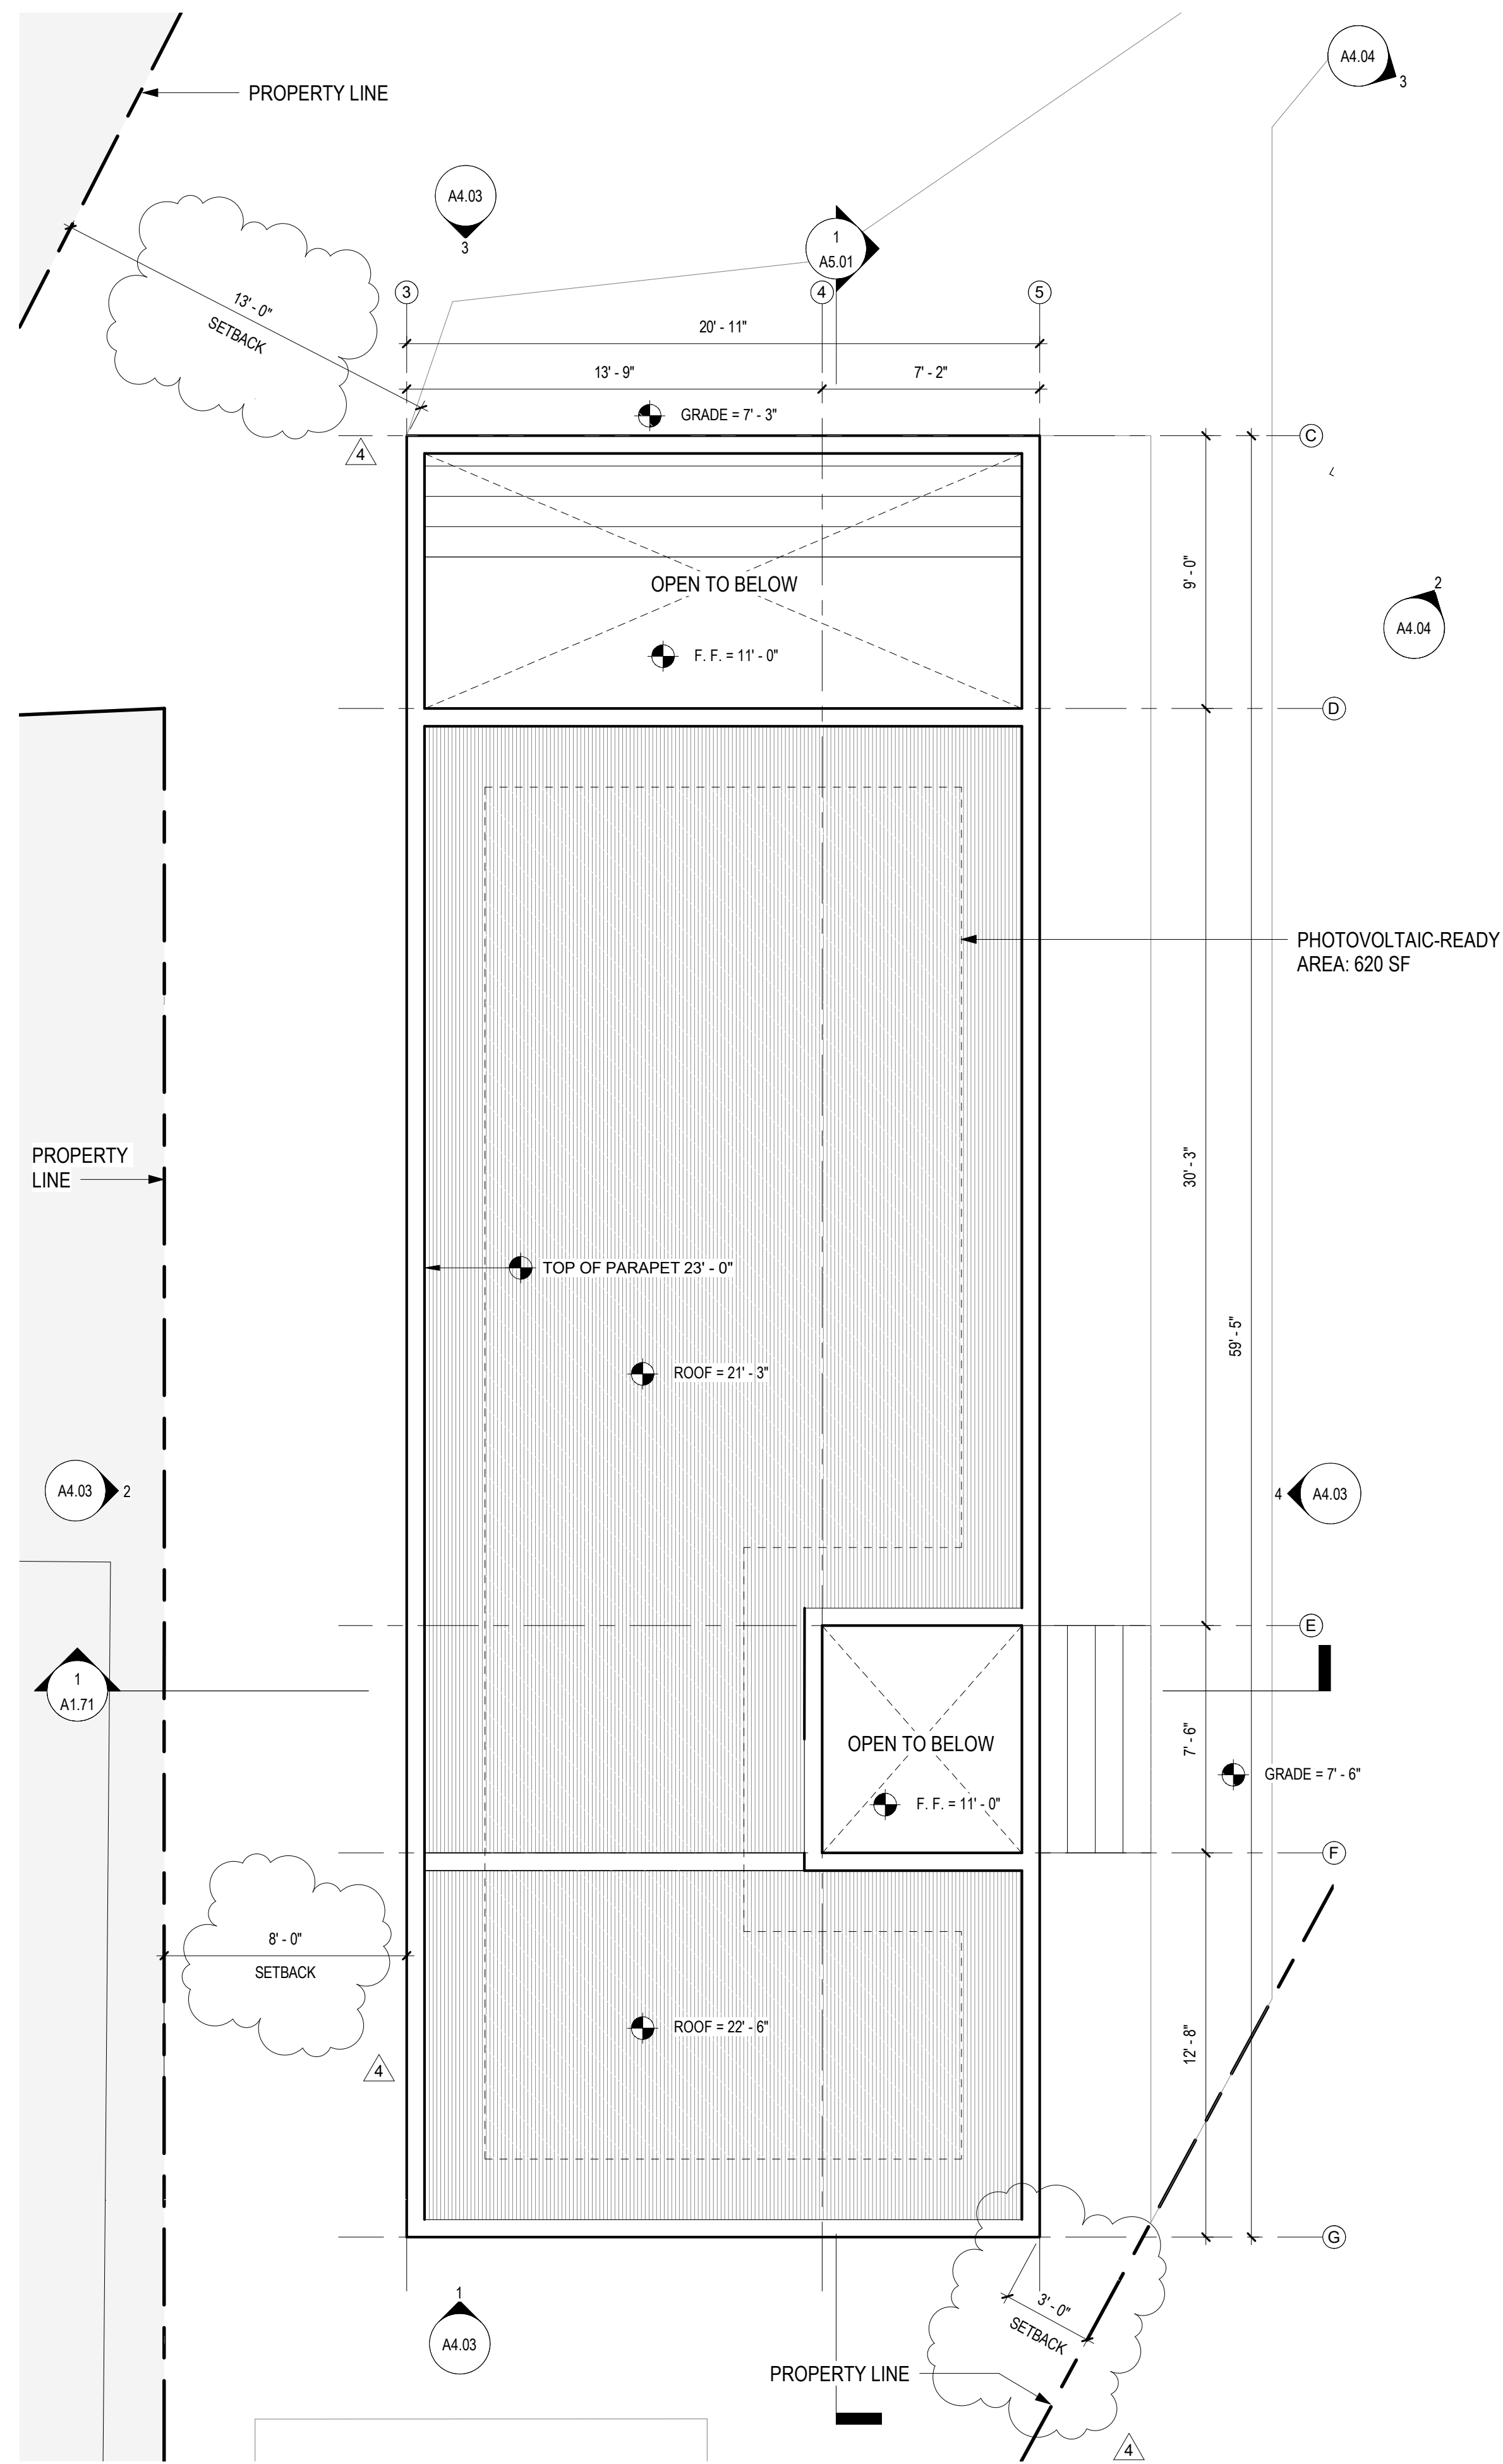 A4.04
3
PROPERTY LINE
A4.03
3
1
A5.01
13' - 0"
SETBACK
3
4
5
20' - 11"
13' - 9"
7' - 2"
GRADE = 7' - 3"
4
C
9' - 0"
OPEN TO BELOW
2
A4.04
F. F. = 11' - 0"
D
PHOTOVOLTAIC-READY
AREA: 620 SF
PROPERTY
LINE
30' - 3"
TOP OF PARAPET 23' - 0"
59' - 5"
ROOF = 21' - 3"
A4.03
2
4
A4.03
E
1
A1.71
OPEN TO BELOW
7' - 6"
GRADE = 7' - 6"
F. F. = 11' - 0"
F
8' - 0"
SETBACK
ROOF = 22' - 6"
12' - 8"
4
G
1
A4.03
3' - 0"
SETBACK
PROPERTY LINE
4